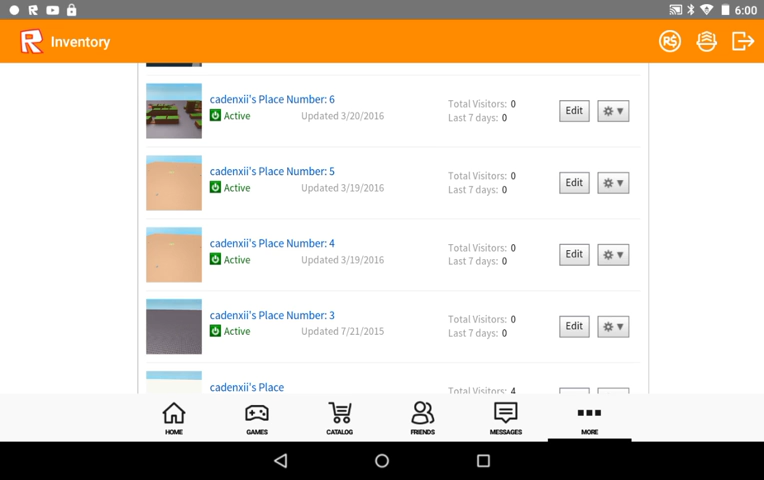 6:00
R Inventory R$
cadenxii's Place Number: 6
Active Updated 3/20/2016
Total Visitors: 0
Last 7 days: 0
Edit
cadenxii's Place Number: 5
Active Updated 3/19/2016
Total Visitors: 0
Last 7 days: 0
Edit
cadenxii's Place Number: 4
Active Updated 3/19/2016
Total Visitors: 0
Last 7 days: 0
Edit
cadenxii's Place Number: 3
Active Updated 7/21/2015
Total Visitors: 0
Last 7 days: 0
Edit
cadenxii's Place
Total Visitors: 4
HOME GAMES CATALOG FRIENDS MESSAGES MORE